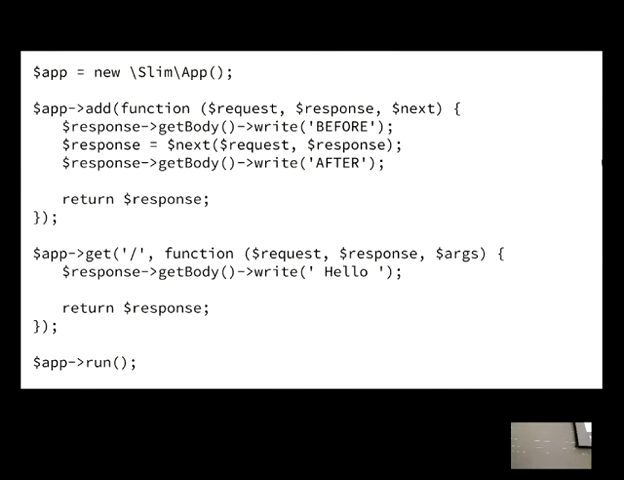 $app = new \Slim\App();
$app->add(function ($request, $response, $next) {
$response->getBody()->write('BEFORE');
$response = $next($request, $response);
$response->getBody()->write('AFTER');
return $response;
});
$app->get('/', function ($request, $response, $args) {
$response->getBody()->write(' Hello ');
return $response;
});
$app->run();